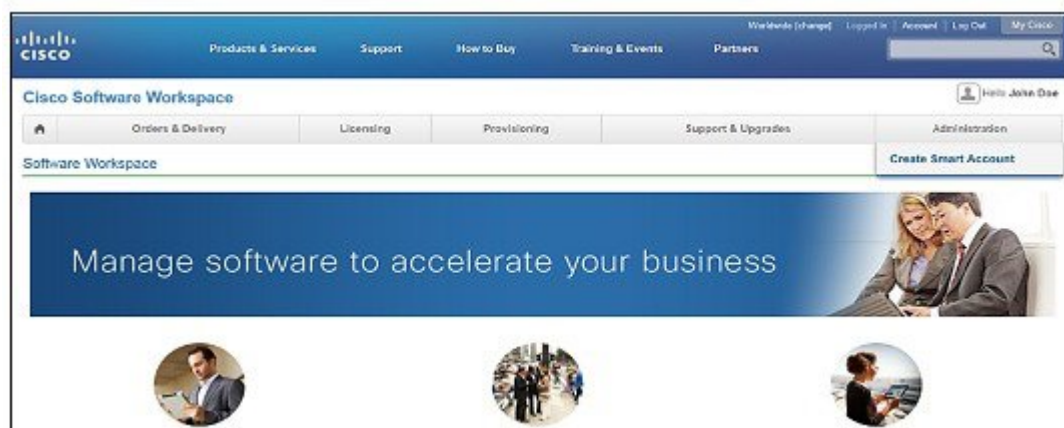 Worldwide [change] Logged In Account Log Out My Cisco
CISCO
Products & Services Support How to Buy Training & Events Partners
Cisco Software Workspace
Hello John Doe
Orders & Delivery Licensing Provisioning Support & Upgrades Administration
Software Workspace
Create Smart Account
Manage software to accelerate your business